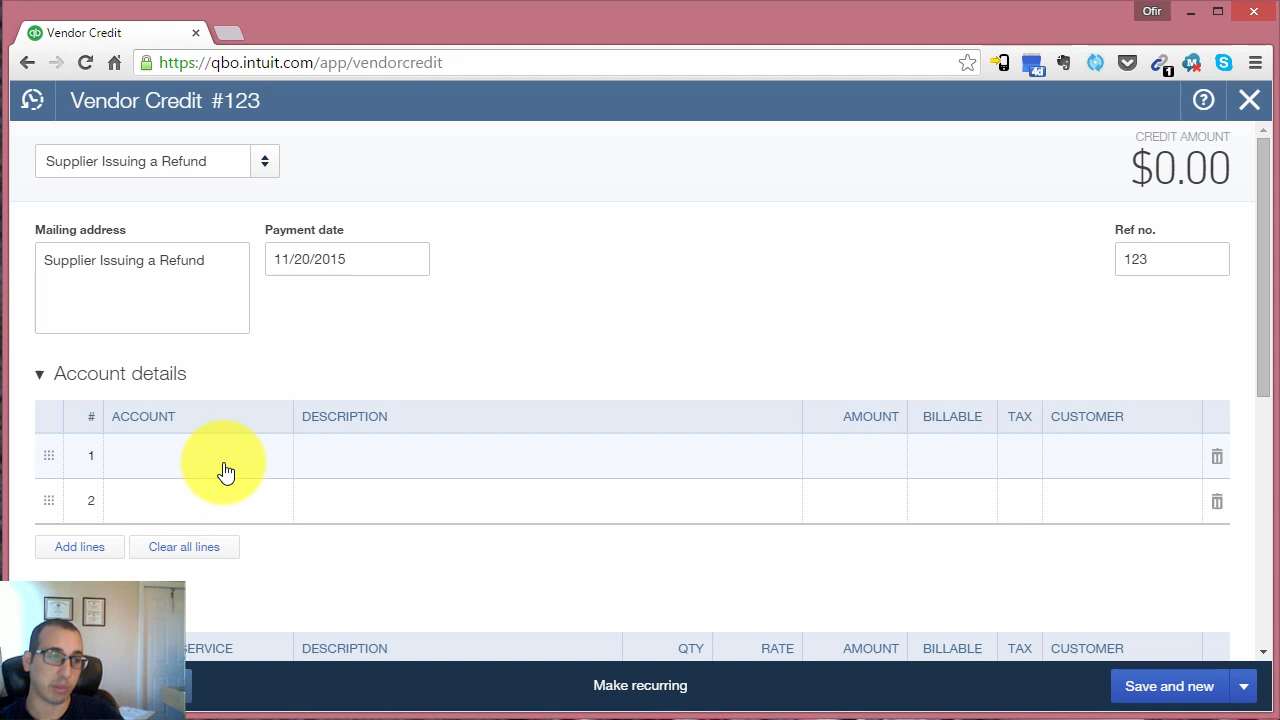 Ofir
Vendor Credit
https://qbo.intuit.com/app/vendorcredit
4d
1
Vendor Credit #123
CREDIT AMOUNT
Supplier Issuing a Refund
$0.00
Mailing address
Payment date
Ref no.
Supplier Issuing a Refund
11/20/2015
123
Account details
# ACCOUNT DESCRIPTION AMOUNT BILLABLE TAX CUSTOMER
1
2
Add lines
Clear all lines
DESCRIPTION QTY RATE AMOUNT BILLABLE TAX CUSTOMER
Make recurring
Save and new